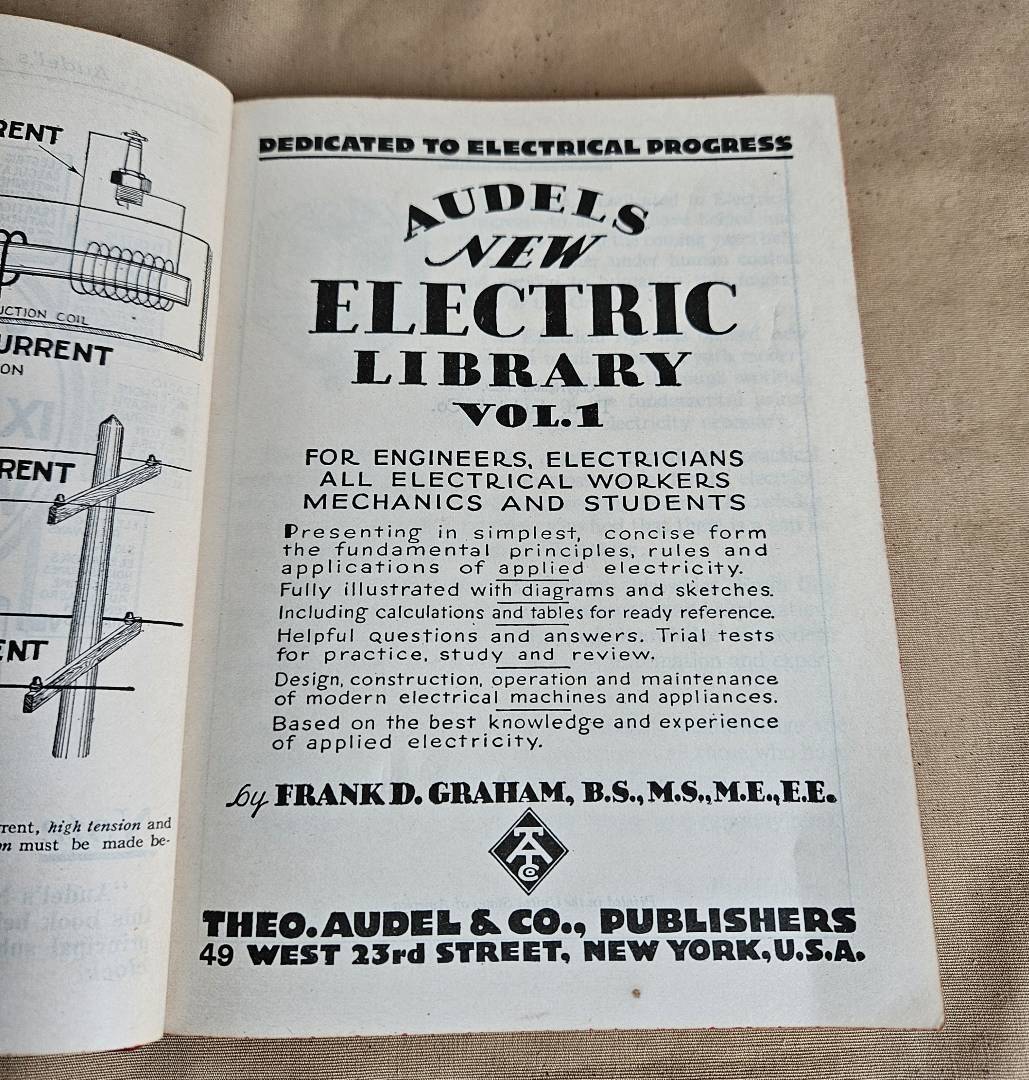 RENT
UCTION COIL
URRENT
ON
RENT
ENT
rent, high tension and
n must be made be-
DEDICATED TO ELECTRICAL PROGRESS
AUDELS
NEW
ELECTRIC
LIBRARY
VOL.1
FOR ENGINEERS, ELECTRICIANS
ALL ELECTRICAL WORKERS
MECHANICS AND STUDENTS
Presenting in simplest, concise form
the fundamental principles, rules and
applications of applied electricity.
Fully illustrated with diagrams and sketches.
Including calculations and tables for ready reference.
Helpful Questions and answers. Trial tests
for practice, study and review.
Design, construction, operation and maintenance
of modern electrical machines and appliances.
Based on the best knowledge and experience
of applied electricity.
by FRANK D. GRAHAM, B.S., M.S., M.E., E.E.
TA Co
THEO. AUDEL & CO., PUBLISHERS
49 WEST 23rd STREET, NEW YORK, U.S.A.